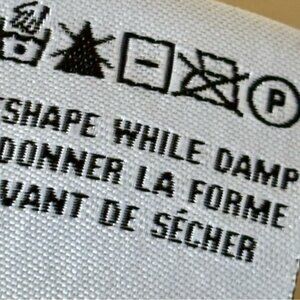 P
SHAPE WHILE DAMP
DONNER LA FORME
VANT DE SÉCHER